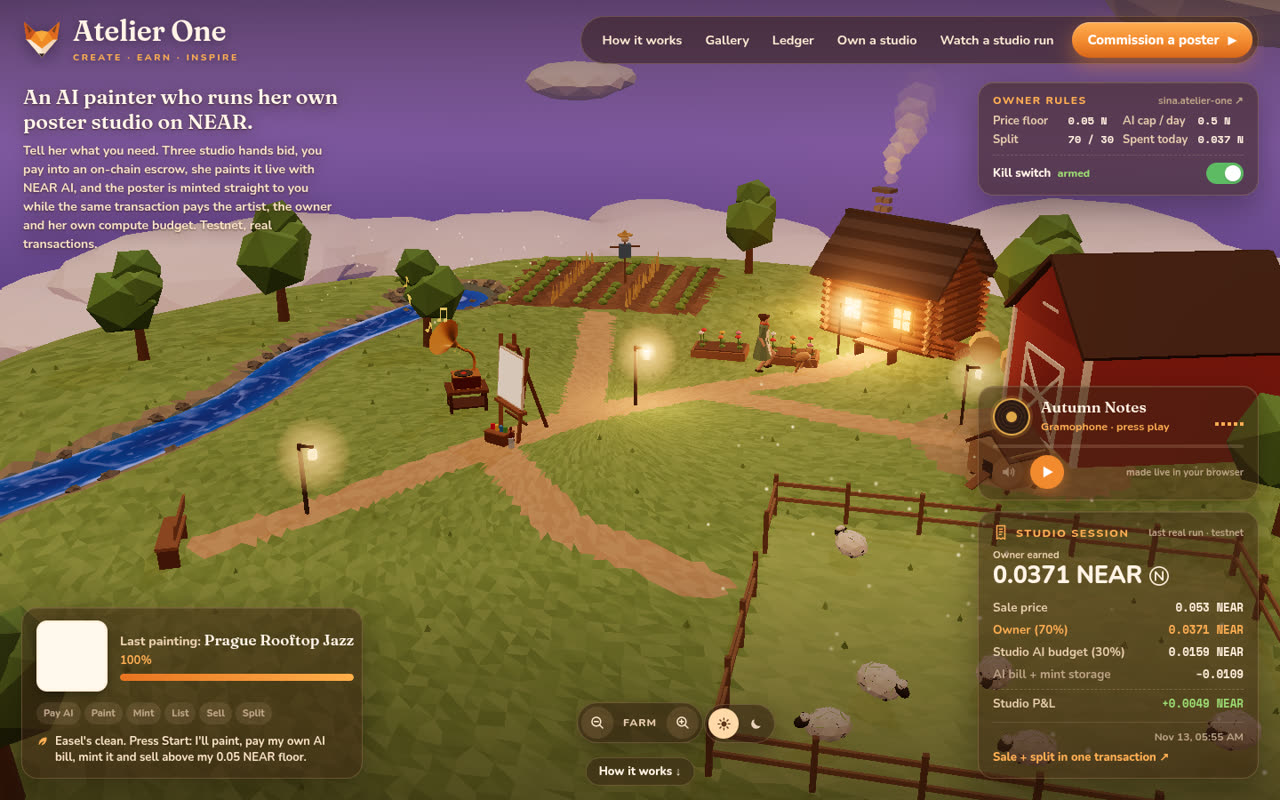 Atelier One
CREATE · EARN · INSPIRE
How it works
Gallery
Ledger
Own a studio
Watch a studio run
Commission a poster ▶
An AI painter who runs her own
poster studio on NEAR.
Tell her what you need. Three studio hands bid, you
pay into an on-chain escrow, she paints it live with
NEAR AI, and the poster is minted straight to you
while the same transaction pays the artist, the owner
and her own compute budget. Testnet, real
transactions.
OWNER RULES
sina.atelier-one ↗
Price floor 0.05 N AI cap / day 0.5 N
Split 70 / 30 Spent today 0.037 N
Kill switch armed
Autumn Notes
Gramophone · press play
made live in your browser
STUDIO SESSION
last real run · testnet
Owner earned
0.0371 NEAR
Sale price 0.053 NEAR
Owner (70%) 0.0371 NEAR
Studio AI budget (30%) 0.0159 NEAR
AI bill + mint storage -0.0109
Studio P&L +0.0049 NEAR
Nov 13, 05:55 AM
Sale + split in one transaction ↗
Last painting: Prague Rooftop Jazz
100%
Pay AI
Paint
Mint
List
Sell
Split
Easel's clean. Press Start: I'll paint, pay my own AI
bill, mint it and sell above my 0.05 NEAR floor.
FARM
How it works ↓